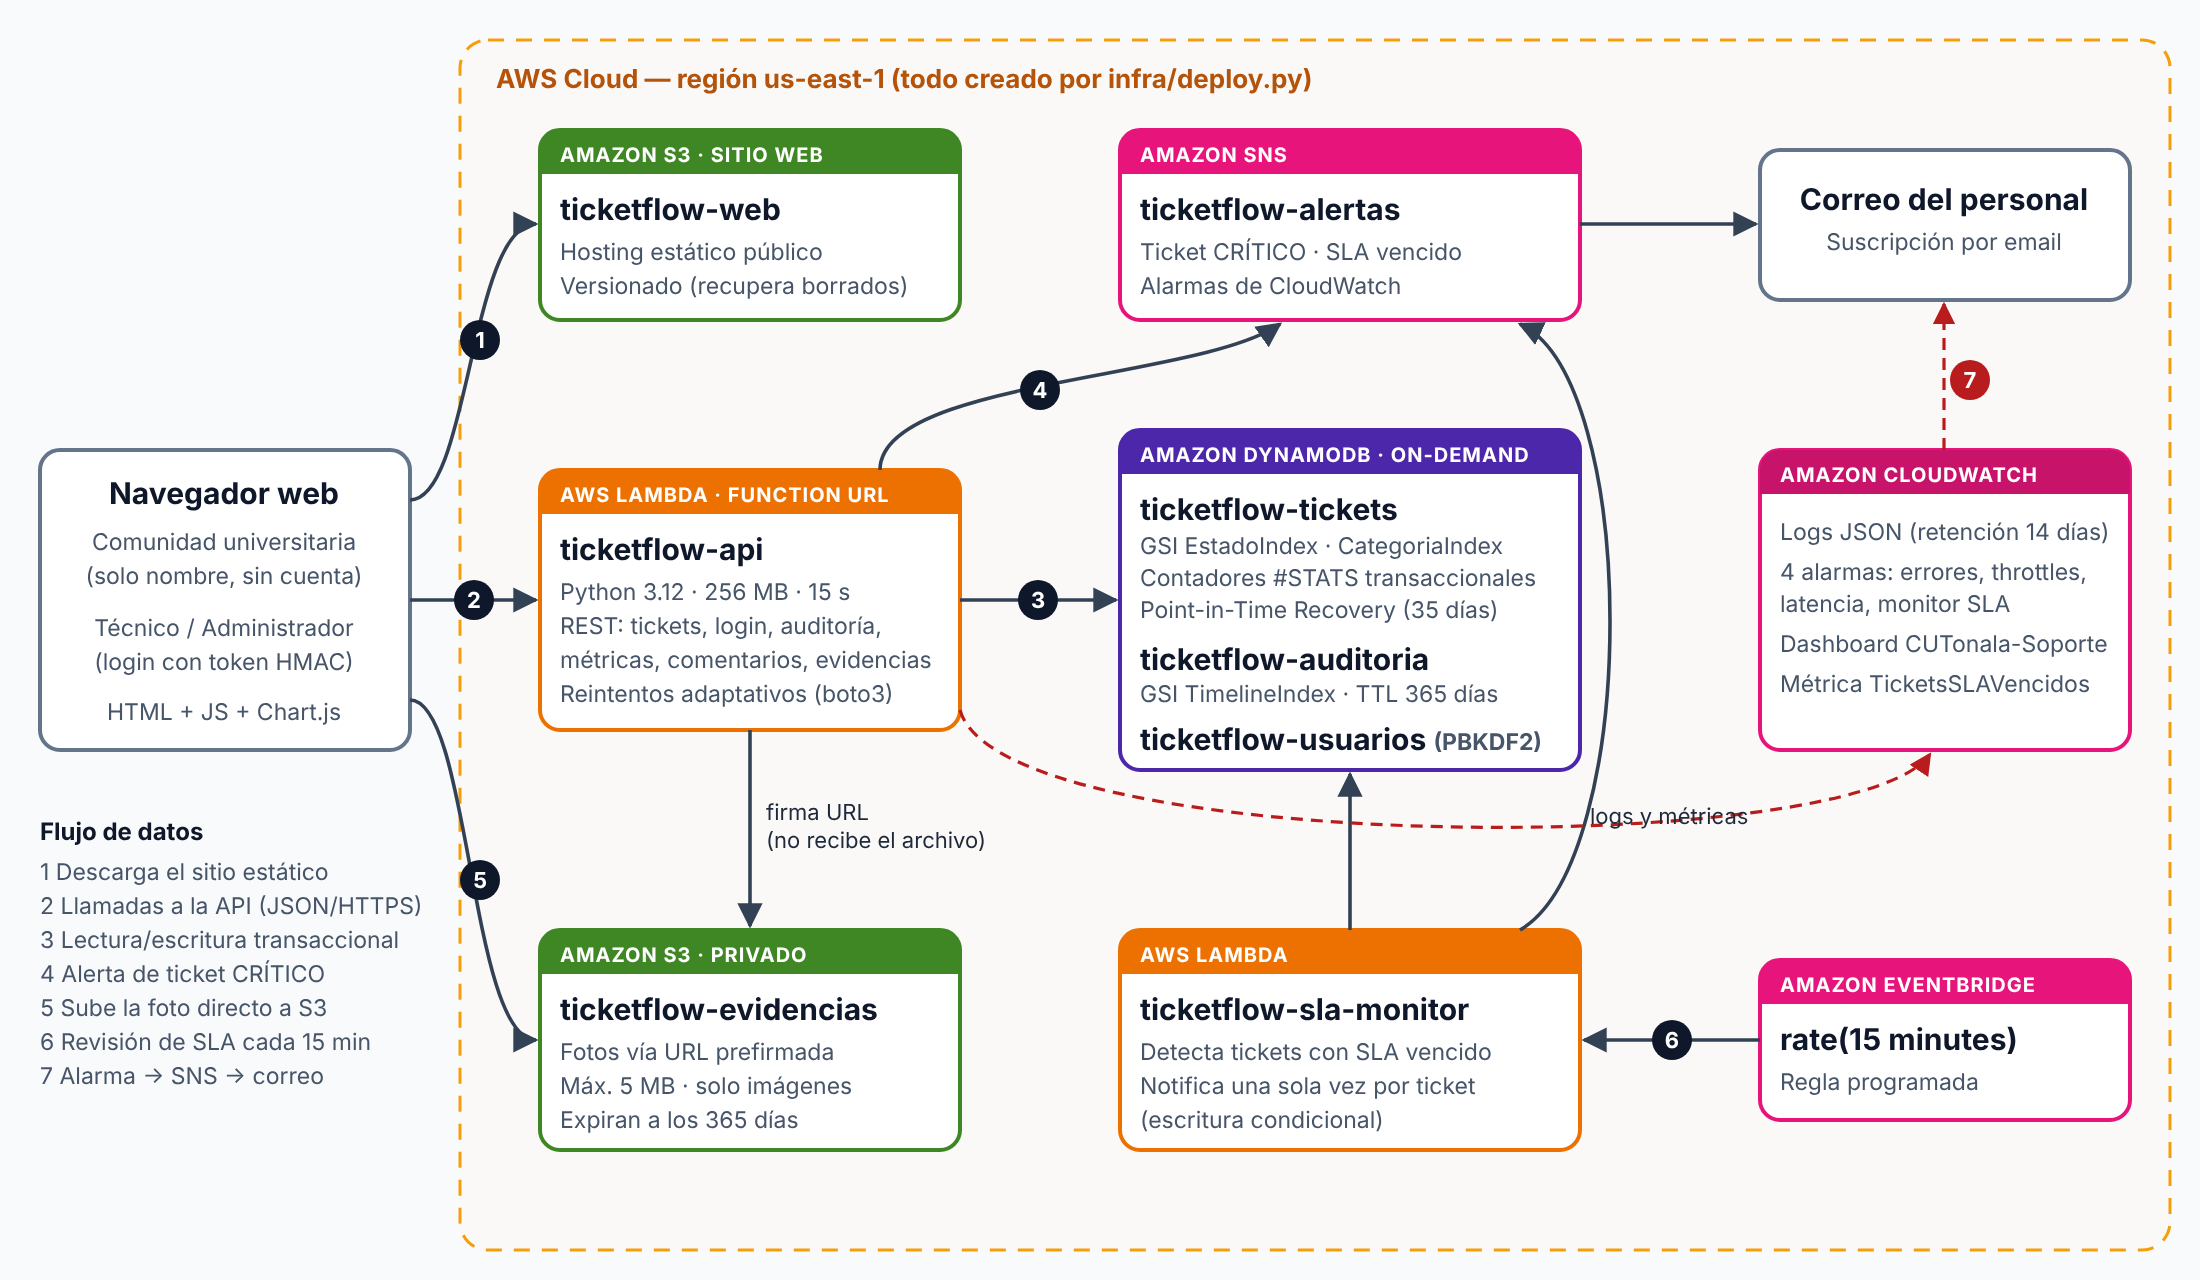 AWS Cloud — región us-east-1 (todo creado por infra/deploy.py)
AMAZON S3 · SITIO WEB
ticketflow-web
Hosting estático público
Versionado (recupera borrados)
AMAZON SNS
ticketflow-alertas
Ticket CRÍTICO · SLA vencido
Alarmas de CloudWatch
Correo del personal
Suscripción por email
1
4
7
Navegador web
Comunidad universitaria
(solo nombre, sin cuenta)
Técnico / Administrador
(login con token HMAC)
HTML + JS + Chart.js
2
AWS LAMBDA · FUNCTION URL
ticketflow-api
Python 3.12 · 256 MB · 15 s
REST: tickets, login, auditoría,
métricas, comentarios, evidencias
Reintentos adaptativos (boto3)
3
AMAZON DYNAMODB · ON-DEMAND
ticketflow-tickets
GSI EstadoIndex · CategoriaIndex
Contadores #STATS transaccionales
Point-in-Time Recovery (35 días)
ticketflow-auditoria
GSI TimelineIndex · TTL 365 días
ticketflow-usuarios (PBKDF2)
AMAZON CLOUDWATCH
Logs JSON (retención 14 días)
4 alarmas: errores, throttles,
latencia, monitor SLA
Dashboard CUTonala-Soporte
Métrica TicketsSLAVencidos
firma URL
(no recibe el archivo)
logs y métricas
Flujo de datos
1 Descarga el sitio estático
2 Llamadas a la API (JSON/HTTPS)
3 Lectura/escritura transaccional
4 Alerta de ticket CRÍTICO
5 Sube la foto directo a S3
6 Revisión de SLA cada 15 min
7 Alarma → SNS → correo
5
AMAZON S3 · PRIVADO
ticketflow-evidencias
Fotos vía URL prefirmada
Máx. 5 MB · solo imágenes
Expiran a los 365 días
AWS LAMBDA
ticketflow-sla-monitor
Detecta tickets con SLA vencido
Notifica una sola vez por ticket
(escritura condicional)
6
AMAZON EVENTBRIDGE
rate(15 minutes)
Regla programada